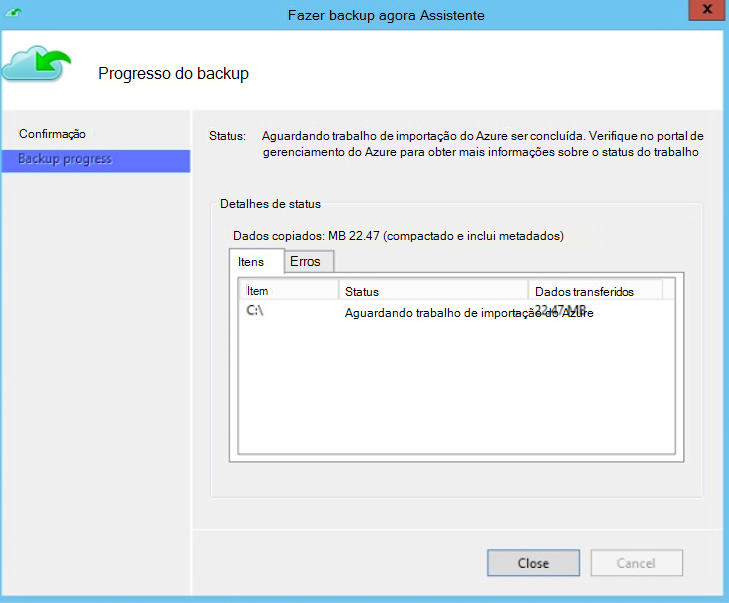 Fazer backup agora Assistente
x
Progresso do backup
Confirmação
Backup progress
Status: Aguardando trabalho de importação do Azure ser concluída. Verifique no portal de
gerenciamento do Azure para obter mais informações sobre o status do trabalho
Detalhes de status
Dados copiados: MB 22.47 (compactado e inclui metadados)
Itens Erros
Item Status Dados transferidos
C:\ Aguardando trabalho de importação do Azure 22.47 MB
Close Cancel